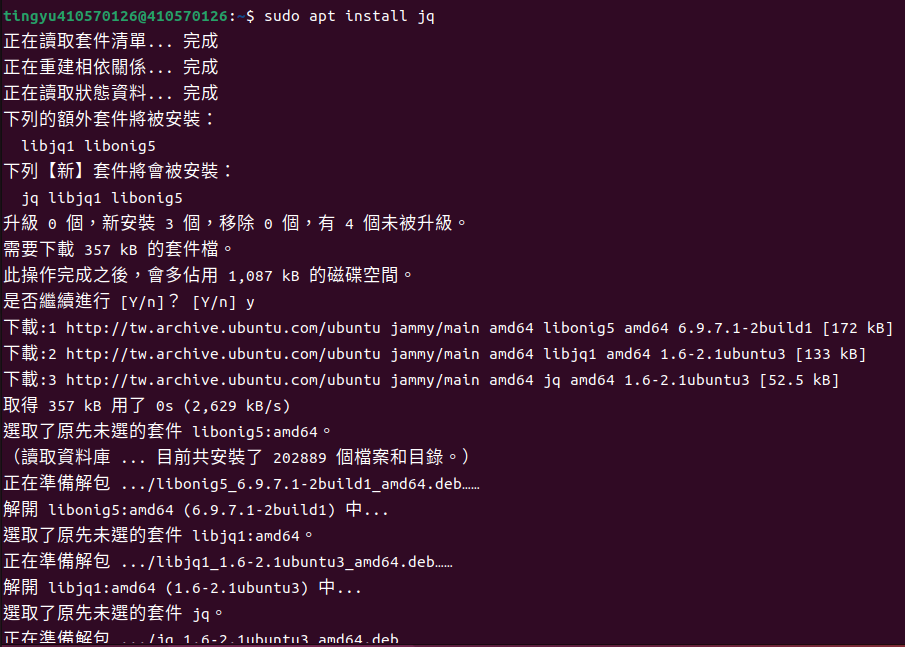 tingyu410570126@410570126:~$ sudo apt install jq
正在讀取套件清單... 完成
正在重建相依關係... 完成
正在讀取狀態資料... 完成
下列的額外套件將被安裝：
  libjq1 libonig5
下列【新】套件將會被安裝：
  jq libjq1 libonig5
升級 0 個，新安裝 3 個，移除 0 個，有 4 個未被升級。
需要下載 357 kB 的套件檔。
此操作完成之後，會多佔用 1,087 kB 的磁碟空間。
是否繼續進行 [Y/n]？ [Y/n] y
下載:1 http://tw.archive.ubuntu.com/ubuntu jammy/main amd64 libonig5 amd64 6.9.7.1-2build1 [172 kB]
下載:2 http://tw.archive.ubuntu.com/ubuntu jammy/main amd64 libjq1 amd64 1.6-2.1ubuntu3 [133 kB]
下載:3 http://tw.archive.ubuntu.com/ubuntu jammy/main amd64 jq amd64 1.6-2.1ubuntu3 [52.5 kB]
取得 357 kB 用了 0s (2,629 kB/s)
選取了原先未選的套件 libonig5:amd64。
（讀取資料庫 ... 目前共安裝了 202889 個檔案和目錄。）
正在準備解包 .../libonig5_6.9.7.1-2build1_amd64.deb……
解開 libonig5:amd64 (6.9.7.1-2build1) 中...
選取了原先未選的套件 libjq1:amd64。
正在準備解包 .../libjq1_1.6-2.1ubuntu3_amd64.deb……
解開 libjq1:amd64 (1.6-2.1ubuntu3) 中...
選取了原先未選的套件 jq。
正在準備解包 .../jq_1.6-2.1ubuntu3_amd64.deb